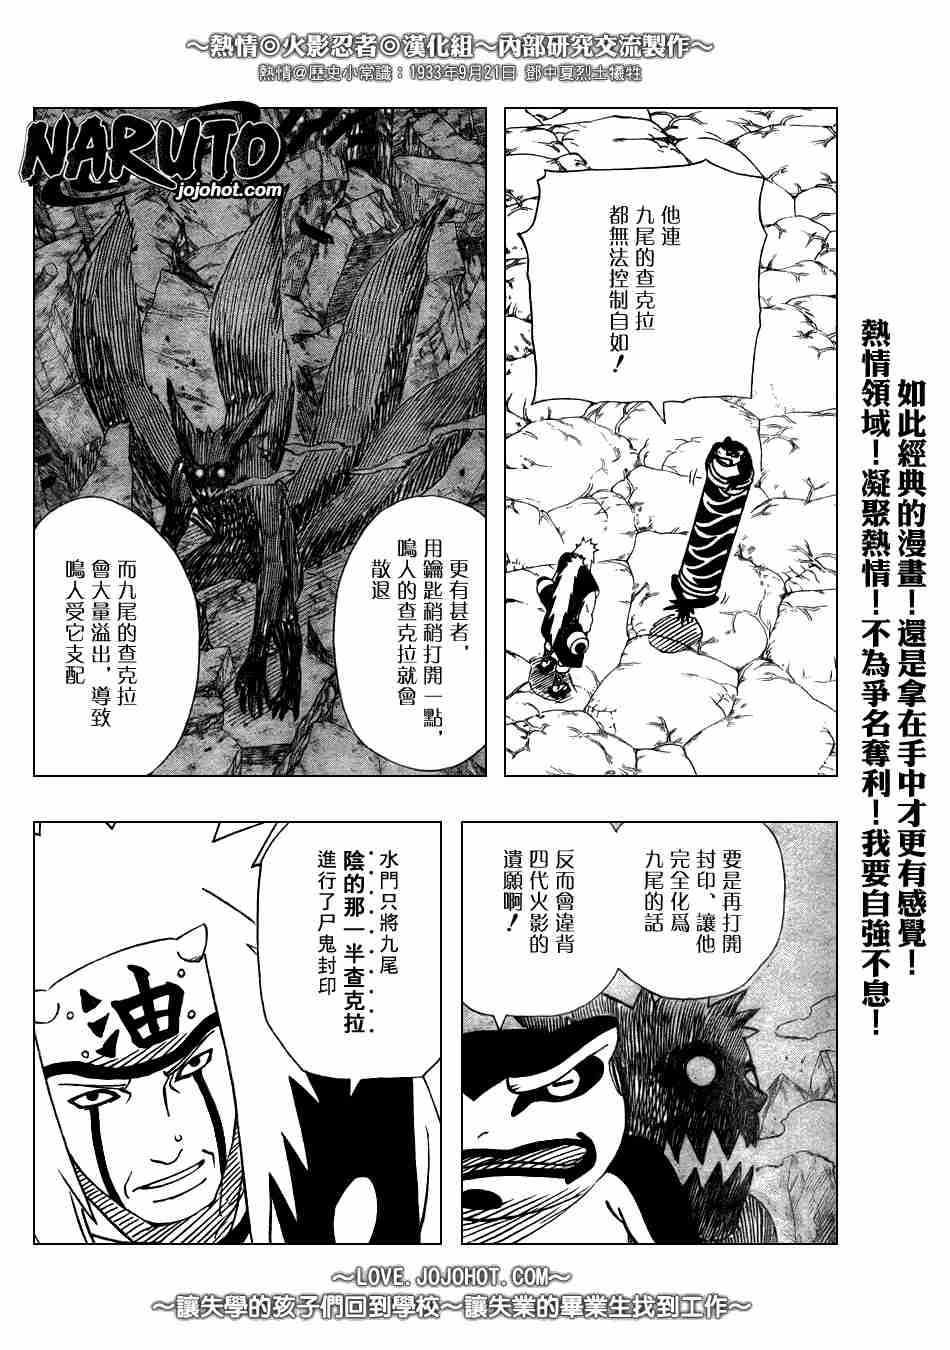 ～熱情◎火影忍者◎漢化組～內部研究交流製作～
熱情@歷史小常識：1933年9月21日 鄧中夏烈士犧牲
他連
九尾的查克拉
都無法控制自如！
NARUTO
jojohot.com
更有甚者，
用鑰匙稍稍打開一點，
鳴人的查克拉就會
散退
而九尾的查克拉
會大量溢出，導致
鳴人受它支配
如此經典的漫畫！還是拿在手中才更有感覺！
熱情領域！凝聚熱情！不為爭名奪利！我要自強不息！
要是再打開
封印、讓他
完全化爲
九尾的話
反而會違背
四代火影的
遺願啊！
水門只將九尾
陰的那一半查克拉
進行了尸鬼封印
油
～LOVE.JOJOHOT.COM～
～讓失學的孩子們回到學校～讓失業的畢業生找到工作～